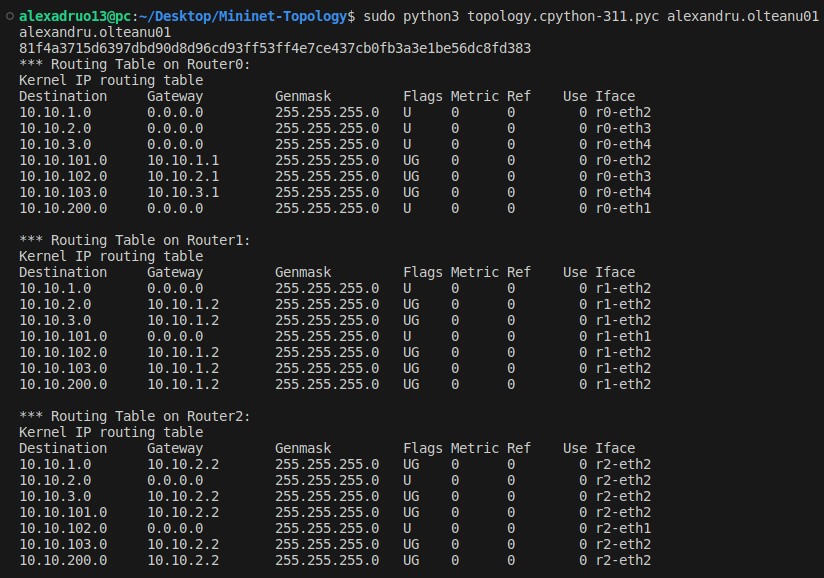 alexadruo13@pc:~/Desktop/Mininet-Topology$ sudo python3 topology.cpython-311.pyc alexandru.olteanu01
alexandru.olteanu01
81f4a3715d6397dbd90d8d96cd93ff53ff4e7ce437cb0fb3a3e1be56dc8fd383
*** Routing Table on Router0:
Kernel IP routing table
Destination     Gateway         Genmask         Flags Metric Ref    Use Iface
10.10.1.0       0.0.0.0         255.255.255.0   U     0      0        0 r0-eth2
10.10.2.0       0.0.0.0         255.255.255.0   U     0      0        0 r0-eth3
10.10.3.0       0.0.0.0         255.255.255.0   U     0      0        0 r0-eth4
10.10.101.0     10.10.1.1       255.255.255.0   UG    0      0        0 r0-eth2
10.10.102.0     10.10.2.1       255.255.255.0   UG    0      0        0 r0-eth3
10.10.103.0     10.10.3.1       255.255.255.0   UG    0      0        0 r0-eth4
10.10.200.0     0.0.0.0         255.255.255.0   U     0      0        0 r0-eth1

*** Routing Table on Router1:
Kernel IP routing table
Destination     Gateway         Genmask         Flags Metric Ref    Use Iface
10.10.1.0       0.0.0.0         255.255.255.0   U     0      0        0 r1-eth2
10.10.2.0       10.10.1.2       255.255.255.0   UG    0      0        0 r1-eth2
10.10.3.0       10.10.1.2       255.255.255.0   UG    0      0        0 r1-eth2
10.10.101.0     0.0.0.0         255.255.255.0   U     0      0        0 r1-eth1
10.10.102.0     10.10.1.2       255.255.255.0   UG    0      0        0 r1-eth2
10.10.103.0     10.10.1.2       255.255.255.0   UG    0      0        0 r1-eth2
10.10.200.0     10.10.1.2       255.255.255.0   UG    0      0        0 r1-eth2

*** Routing Table on Router2:
Kernel IP routing table
Destination     Gateway         Genmask         Flags Metric Ref    Use Iface
10.10.1.0       10.10.2.2       255.255.255.0   UG    0      0        0 r2-eth2
10.10.2.0       0.0.0.0         255.255.255.0   U     0      0        0 r2-eth2
10.10.3.0       10.10.2.2       255.255.255.0   UG    0      0        0 r2-eth2
10.10.101.0     10.10.2.2       255.255.255.0   UG    0      0        0 r2-eth2
10.10.102.0     0.0.0.0         255.255.255.0   U     0      0        0 r2-eth1
10.10.103.0     10.10.2.2       255.255.255.0   UG    0      0        0 r2-eth2
10.10.200.0     10.10.2.2       255.255.255.0   UG    0      0        0 r2-eth2